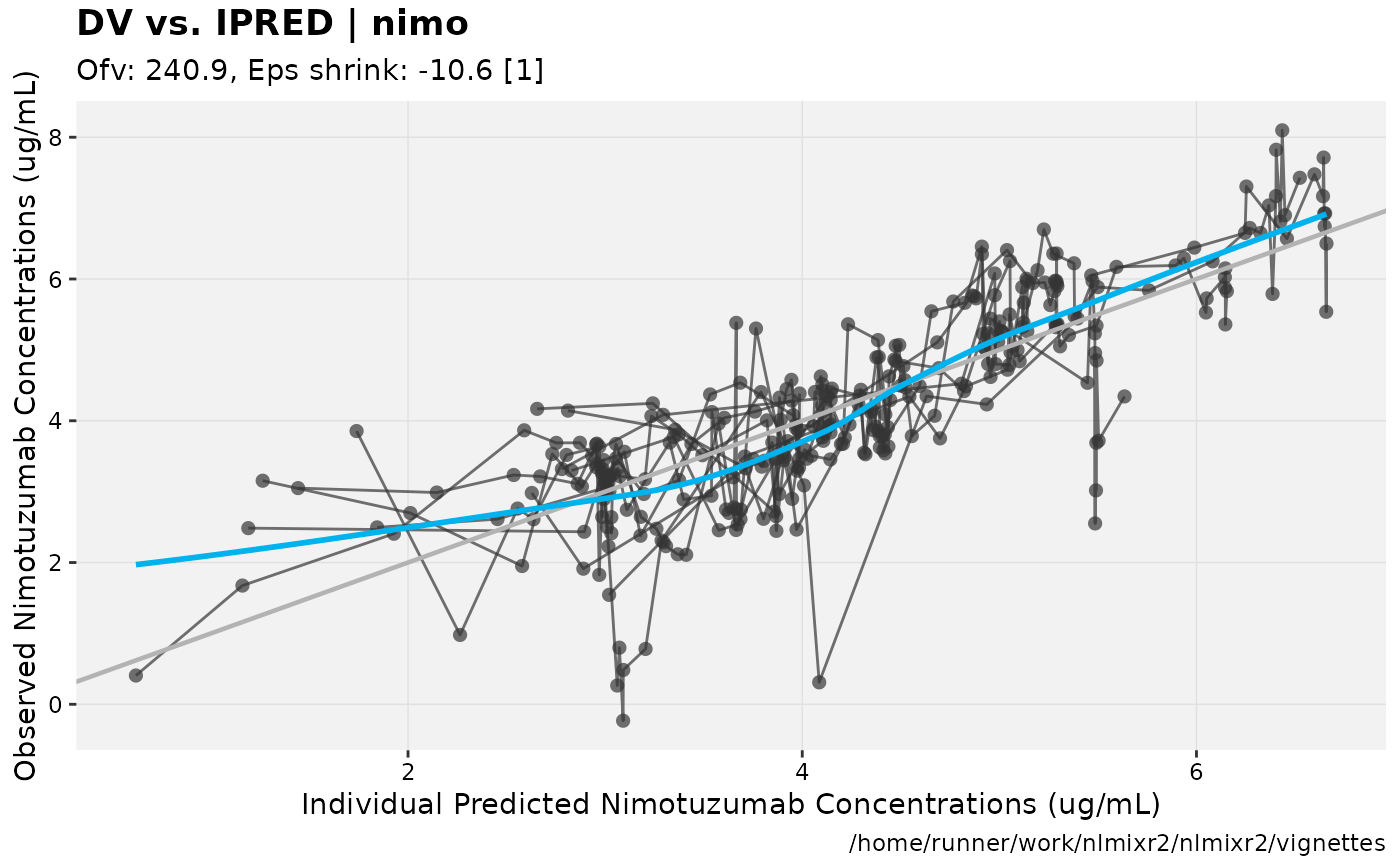 DV vs. IPRED | nimo
Ofv: 240.9, Eps shrink: -10.6 [1]
Observed Nimotuzumab Concentrations (ug/mL)
8
6
4
2
0
2
4
6
Individual Predicted Nimotuzumab Concentrations (ug/mL)
/home/runner/work/nlmixr2/nlmixr2/vignettes